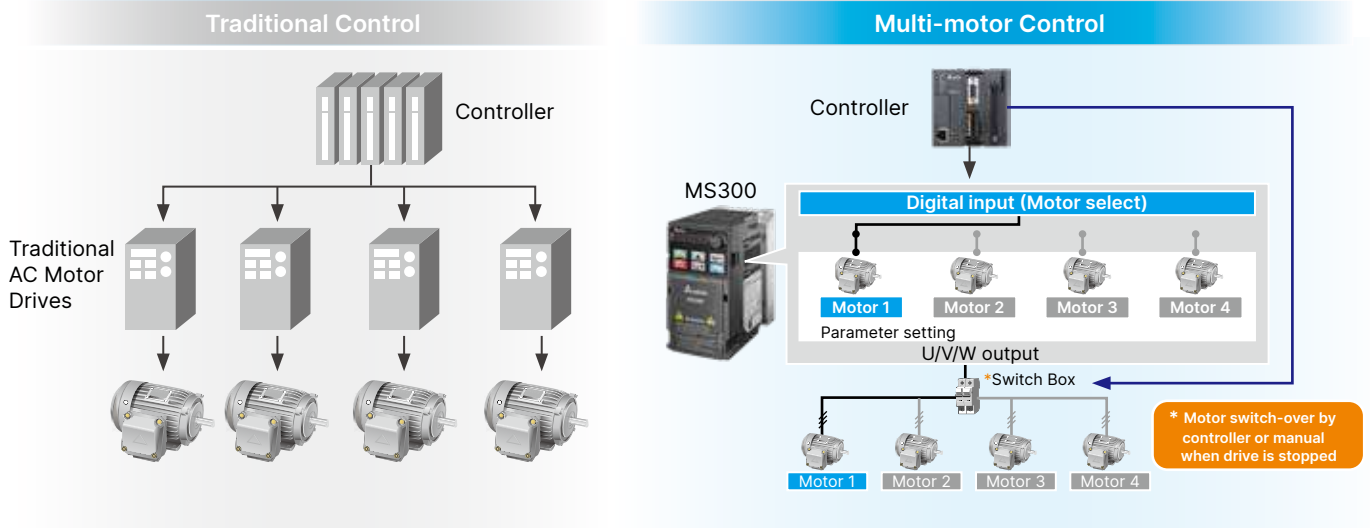 Traditional Control
Controller
Traditional
AC Motor
Drives
Multi-motor Control
Controller
MS300
Digital input (Motor select)
Motor 1
Motor 2
Motor 3
Motor 4
Parameter setting
U/V/W output
*Switch Box
Motor 1
Motor 2
Motor 3
Motor 4
* Motor switch-over by
controller or manual
when drive is stopped